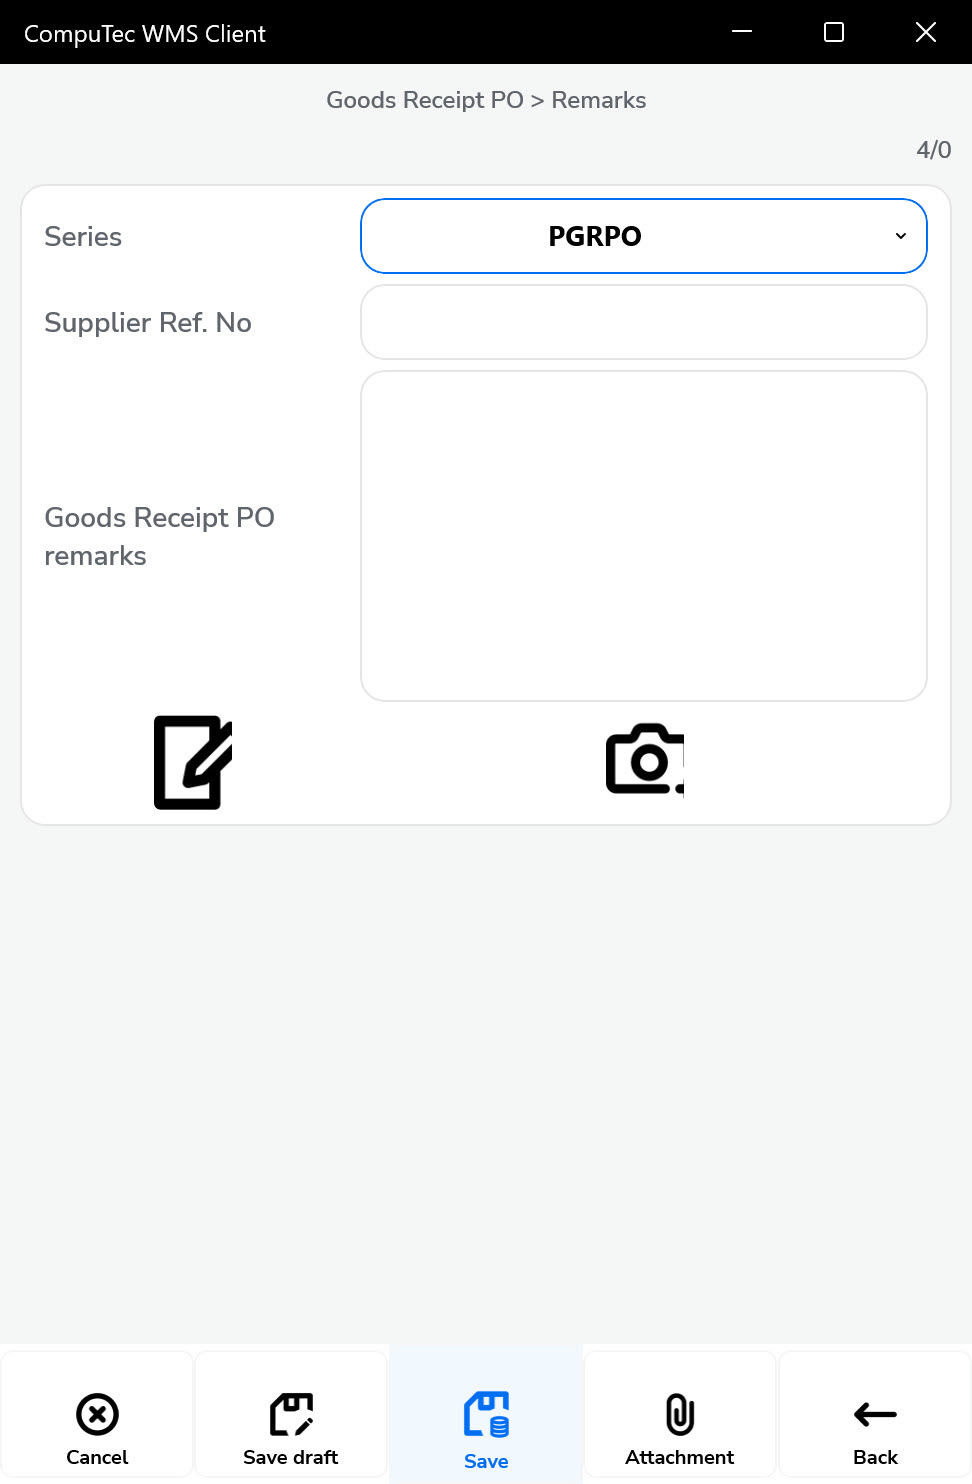 CompuTec WMS Client
Goods Receipt PO > Remarks
4/0
Series
PGRPO
Supplier Ref. No
Goods Receipt PO
remarks
Cancel
Save draft
Save
Attachment
Back